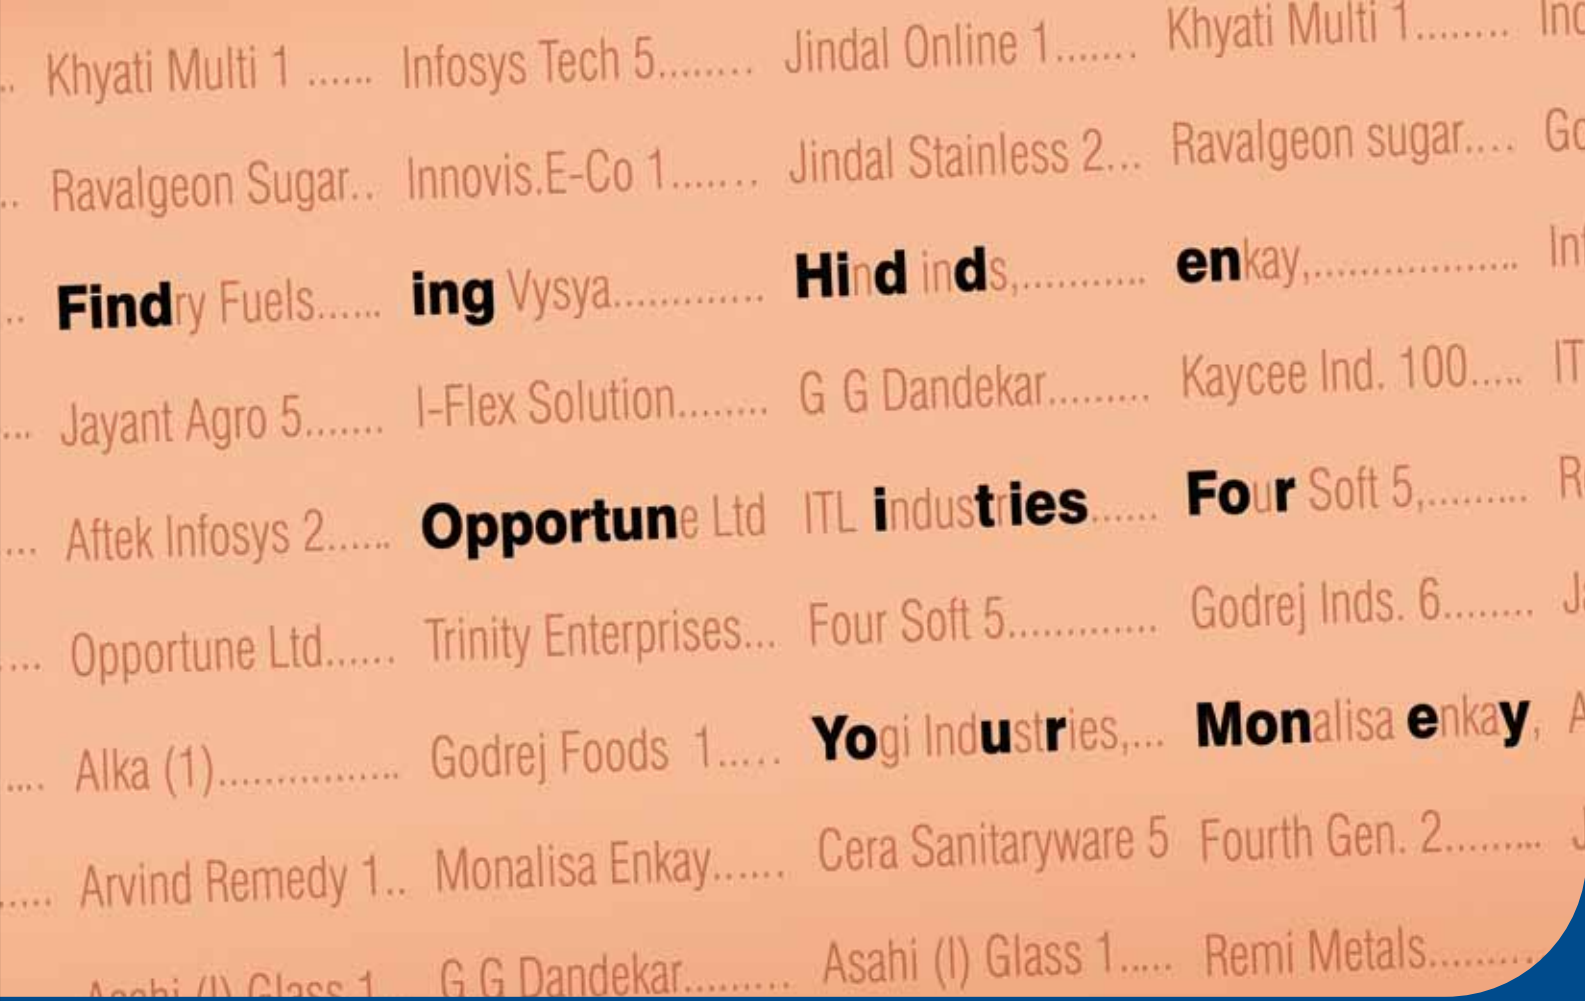 Khyati Multi 1 ...... Infosys Tech 5........ Jindal Online 1....... Khyati Multi 1........
Ravalgeon Sugar.. Innovis.E-Co 1....... Jindal Stainless 2... Ravalgeon sugar....
Findry Fuels...... ing Vysya............. Hind inds,........... enkay,...................
Jayant Agro 5....... I-Flex Solution........ G G Dandekar......... Kaycee Ind. 100.....
Aftek Infosys 2...... Opportune Ltd ITL industries...... Four Soft 5,.........
Opportune Ltd...... Trinity Enterprises... Four Soft 5............. Godrej Inds. 6........
Alka (1)................ Godrej Foods 1..... Yogi Industries,... Monalisa enkay,
Arvind Remedy 1.. Monalisa Enkay...... Cera Sanitaryware 5 Fourth Gen. 2.........
Asahi (I) Glass 1 G G Dandekar......... Asahi (I) Glass 1..... Remi Metals..........